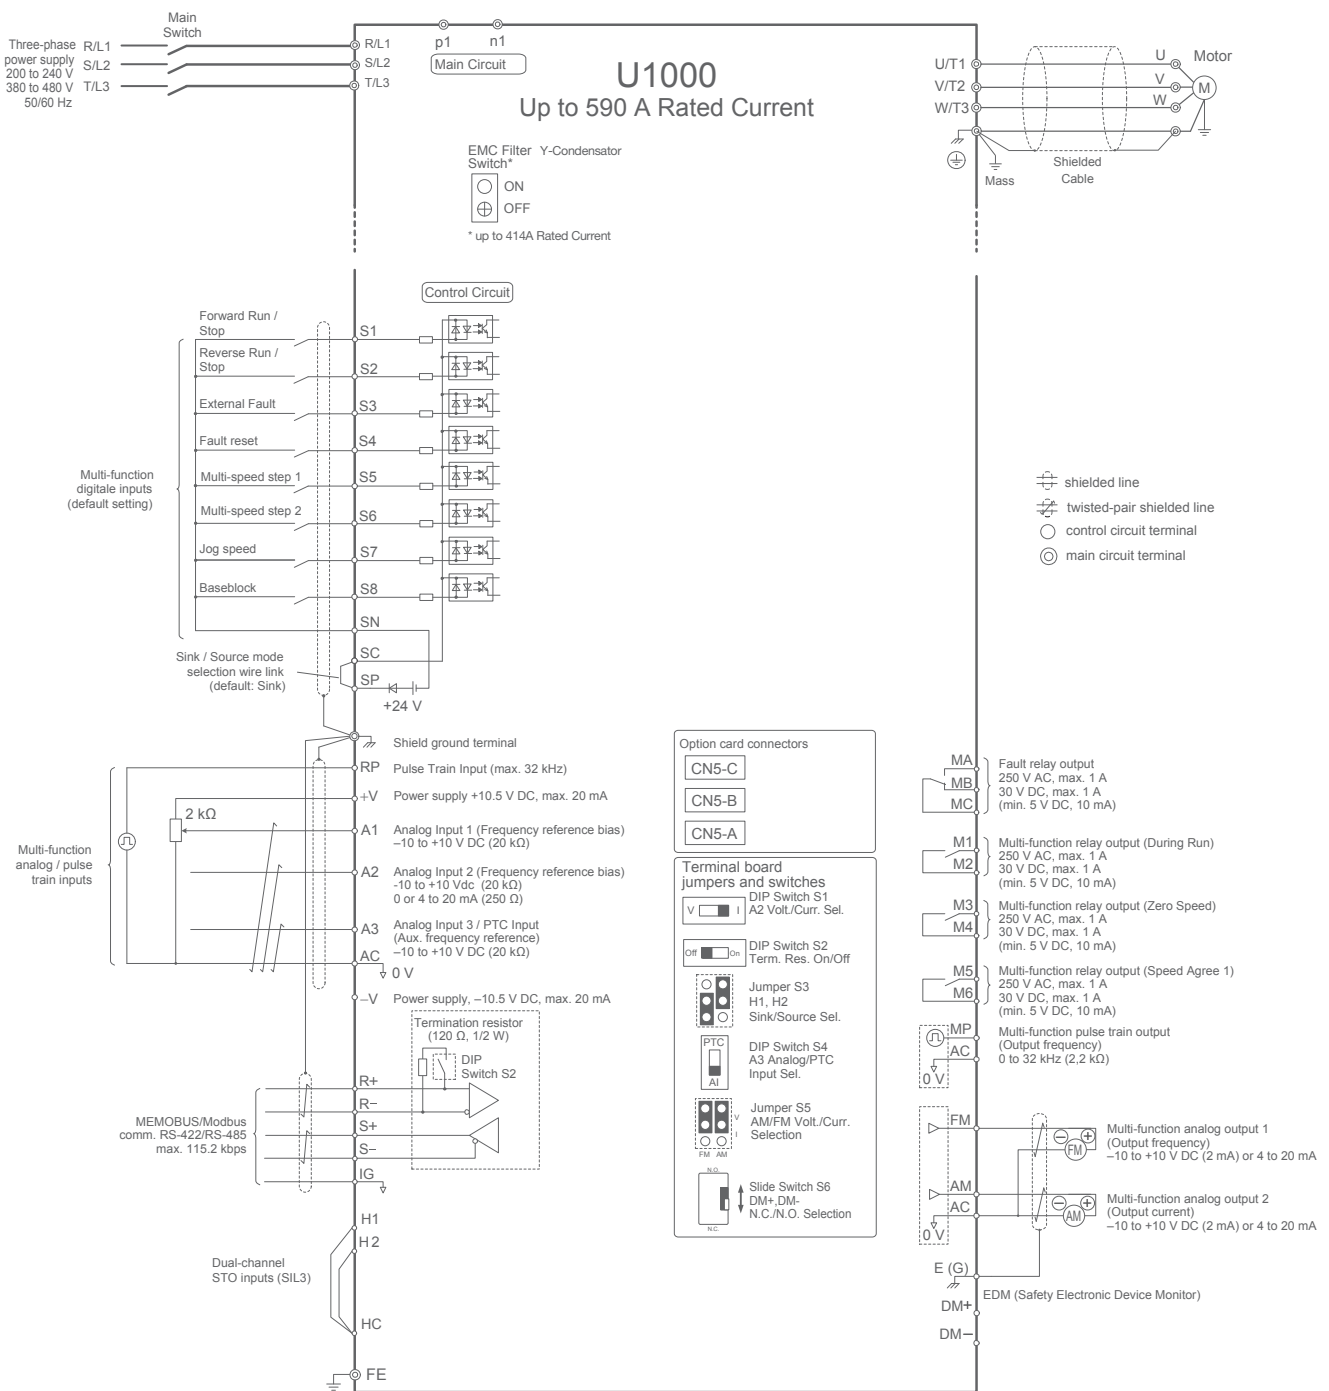 Main
Switch
Three-phase
power supply
200 to 240 V
380 to 480 V
50/60 Hz
R/L1
S/L2
T/L3
R/L1
S/L2
T/L3
p1
n1
Main Circuit
U1000
Up to 590 A Rated Current
EMC Filter Y-Condensator
Switch*
ON
OFF
* up to 414A Rated Current
U/T1
V/T2
W/T3
U
V
W
Motor
M
Mass
Shielded
Cable
Control Circuit
Multi-function
digitale inputs
(default setting)
Forward Run /
Stop
S1
Reverse Run /
Stop
S2
External Fault
S3
Fault reset
S4
Multi-speed step 1
S5
Multi-speed step 2
S6
Jog speed
S7
Baseblock
S8
SN
SC
SP
+24 V
Sink / Source mode
selection wire link
(default: Sink)
shielded line
twisted-pair shielded line
control circuit terminal
main circuit terminal
Shield ground terminal
Multi-function
analog / pulse
train inputs
2 kΩ
RP Pulse Train Input (max. 32 kHz)
+V Power supply +10.5 V DC, max. 20 mA
A1 Analog Input 1 (Frequency reference bias)
–10 to +10 V DC (20 kΩ)
A2 Analog Input 2 (Frequency reference bias)
-10 to +10 Vdc (20 kΩ)
0 or 4 to 20 mA (250 Ω)
A3 Analog Input 3 / PTC Input
(Aux. frequency reference)
–10 to +10 V DC (20 kΩ)
AC
0 V
–V Power supply, –10.5 V DC, max. 20 mA
Termination resistor
(120 Ω, 1/2 W)
DIP
Switch S2
MEMOBUS/Modbus
comm. RS-422/RS-485
max. 115.2 kbps
R+
R–
S+
S–
IG
H1
H2
Dual-channel
STO inputs (SIL3)
HC
FE
Option card connectors
CN5-C
CN5-B
CN5-A
Terminal board
jumpers and switches
V I
DIP Switch S1
A2 Volt./Curr. Sel.
Off On
DIP Switch S2
Term. Res. On/Off
Jumper S3
H1, H2
Sink/Source Sel.
PTC
AI
DIP Switch S4
A3 Analog/PTC
Input Sel.
V
I
FM AM
Jumper S5
AM/FM Volt./Curr.
Selection
N.O.
N.C.
Slide Switch S6
DM+,DM-
N.C./N.O. Selection
MA
MB
MC
Fault relay output
250 V AC, max. 1 A
30 V DC, max. 1 A
(min. 5 V DC, 10 mA)
M1
M2
Multi-function relay output (During Run)
250 V AC, max. 1 A
30 V DC, max. 1 A
(min. 5 V DC, 10 mA)
M3
M4
Multi-function relay output (Zero Speed)
250 V AC, max. 1 A
30 V DC, max. 1 A
(min. 5 V DC, 10 mA)
M5
M6
Multi-function relay output (Speed Agree 1)
250 V AC, max. 1 A
30 V DC, max. 1 A
(min. 5 V DC, 10 mA)
MP
AC
0 V
Multi-function pulse train output
(Output frequency)
0 to 32 kHz (2,2 kΩ)
FM
FM
Multi-function analog output 1
(Output frequency)
–10 to +10 V DC (2 mA) or 4 to 20 mA
AM
AC
0 V
AM
Multi-function analog output 2
(Output current)
–10 to +10 V DC (2 mA) or 4 to 20 mA
E (G)
EDM (Safety Electronic Device Monitor)
DM+
DM–